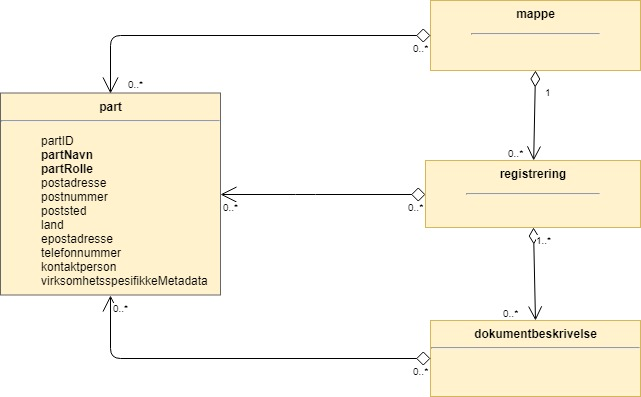 mappe
0..*
0..*
1
part
partID
partNavn
partRolle
postadresse
postnummer
poststed
land
epostadresse
telefonnummer
kontaktperson
virksomhetsspesifikkeMetadata
0..*
registrering
0..*
0..*
1..*
0..*
0..*
dokumentbeskrivelse
0..*